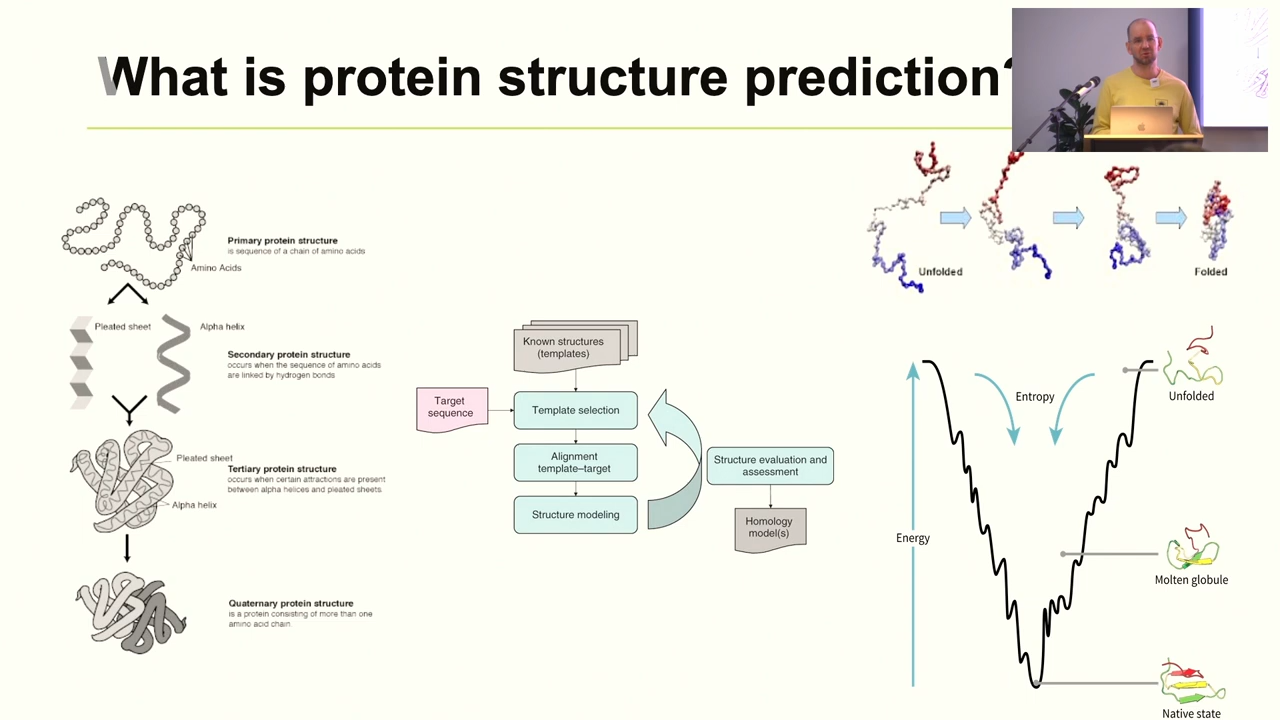 What is protein structure prediction?
Primary protein structure
is sequence of a chain of amino acids
Amino Acids
Pleated sheet
Alpha helix
Secondary protein structure
occurs when the sequence of amino acids
are linked by hydrogen bonds
Pleated sheet
Tertiary protein structure
occurs when certain attractions are present
between alpha helices and pleated sheets.
Alpha helix
Quaternary protein structure
is a protein consisting of more than one
amino acid chain.
Known structures
(templates)
Target
sequence
Template selection
Alignment
template–target
Structure modeling
Structure evaluation and
assessment
Homology
model(s)
Unfolded
Folded
Entropy
Unfolded
Energy
Molten globule
Native state